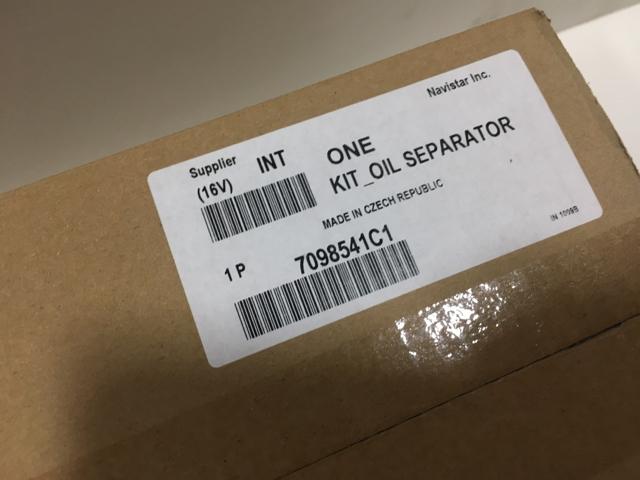 Navistar Inc.
Supplier INT ONE
(16V) KIT_OIL SEPARATOR
MADE IN CZECH REPUBLIC
IN 1009B
1 P 7098541C1